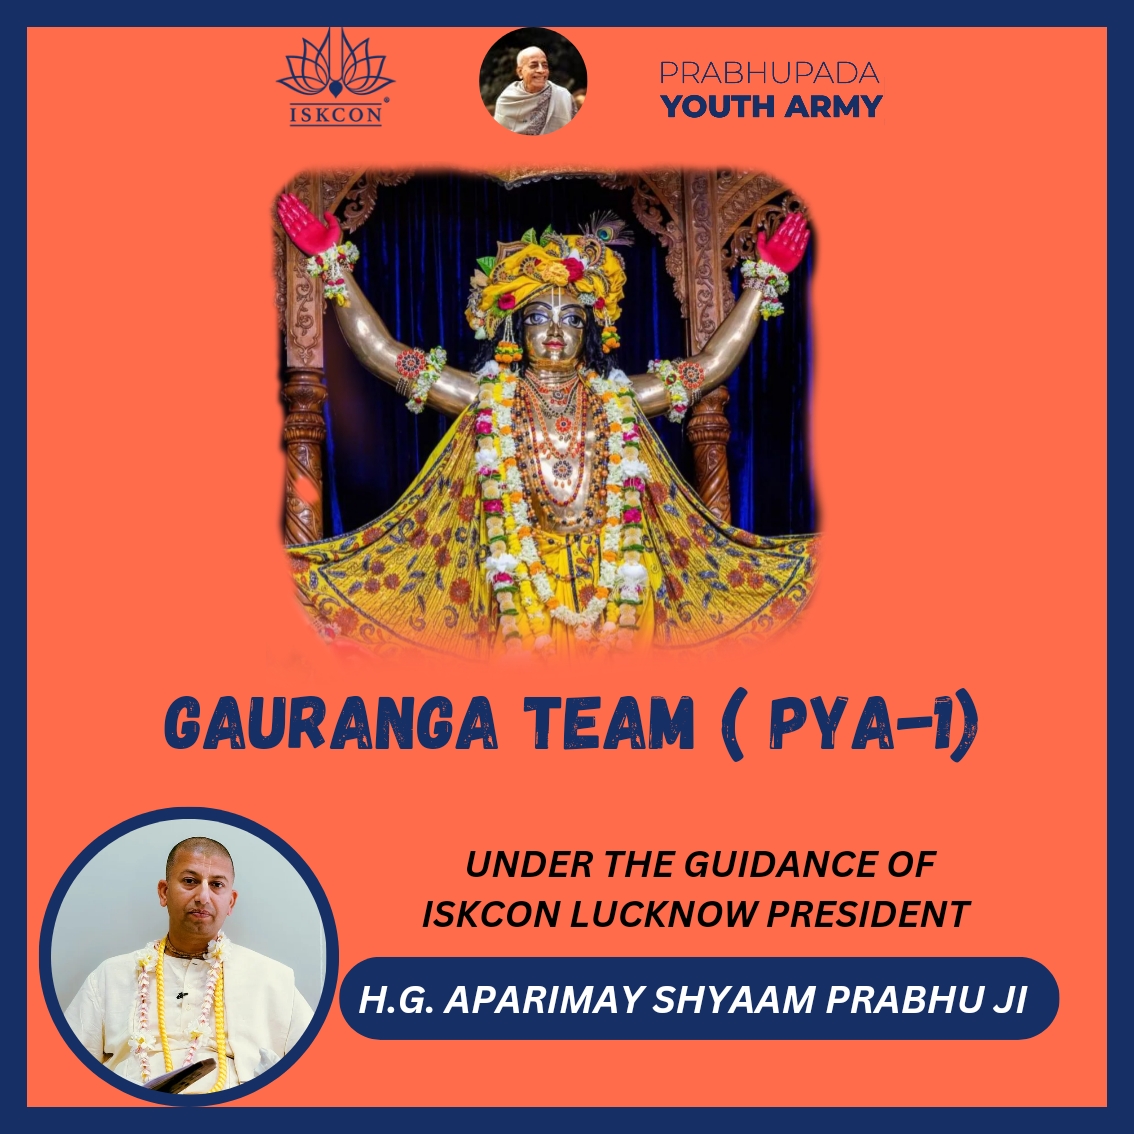 ISKCON
PRABHUPADA
YOUTH ARMY
GAURANGA TEAM ( PYA-1)
UNDER THE GUIDANCE OF
ISKCON LUCKNOW PRESIDENT
H.G. APARIMAY SHYAAM PRABHU JI